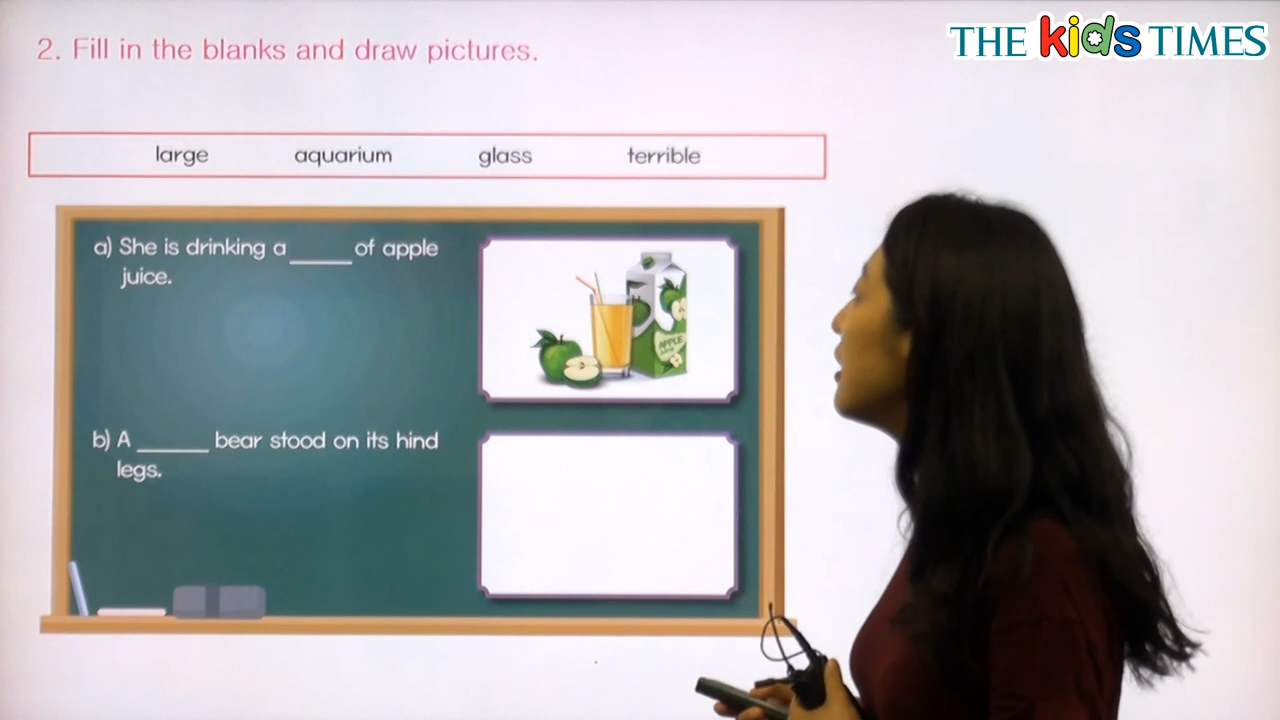 2. Fill in the blanks and draw pictures.
THE kids TIMES
large aquarium glass terrible
a) She is drinking a _____ of apple
juice.
APPLE
b) A ______ bear stood on its hind
legs.